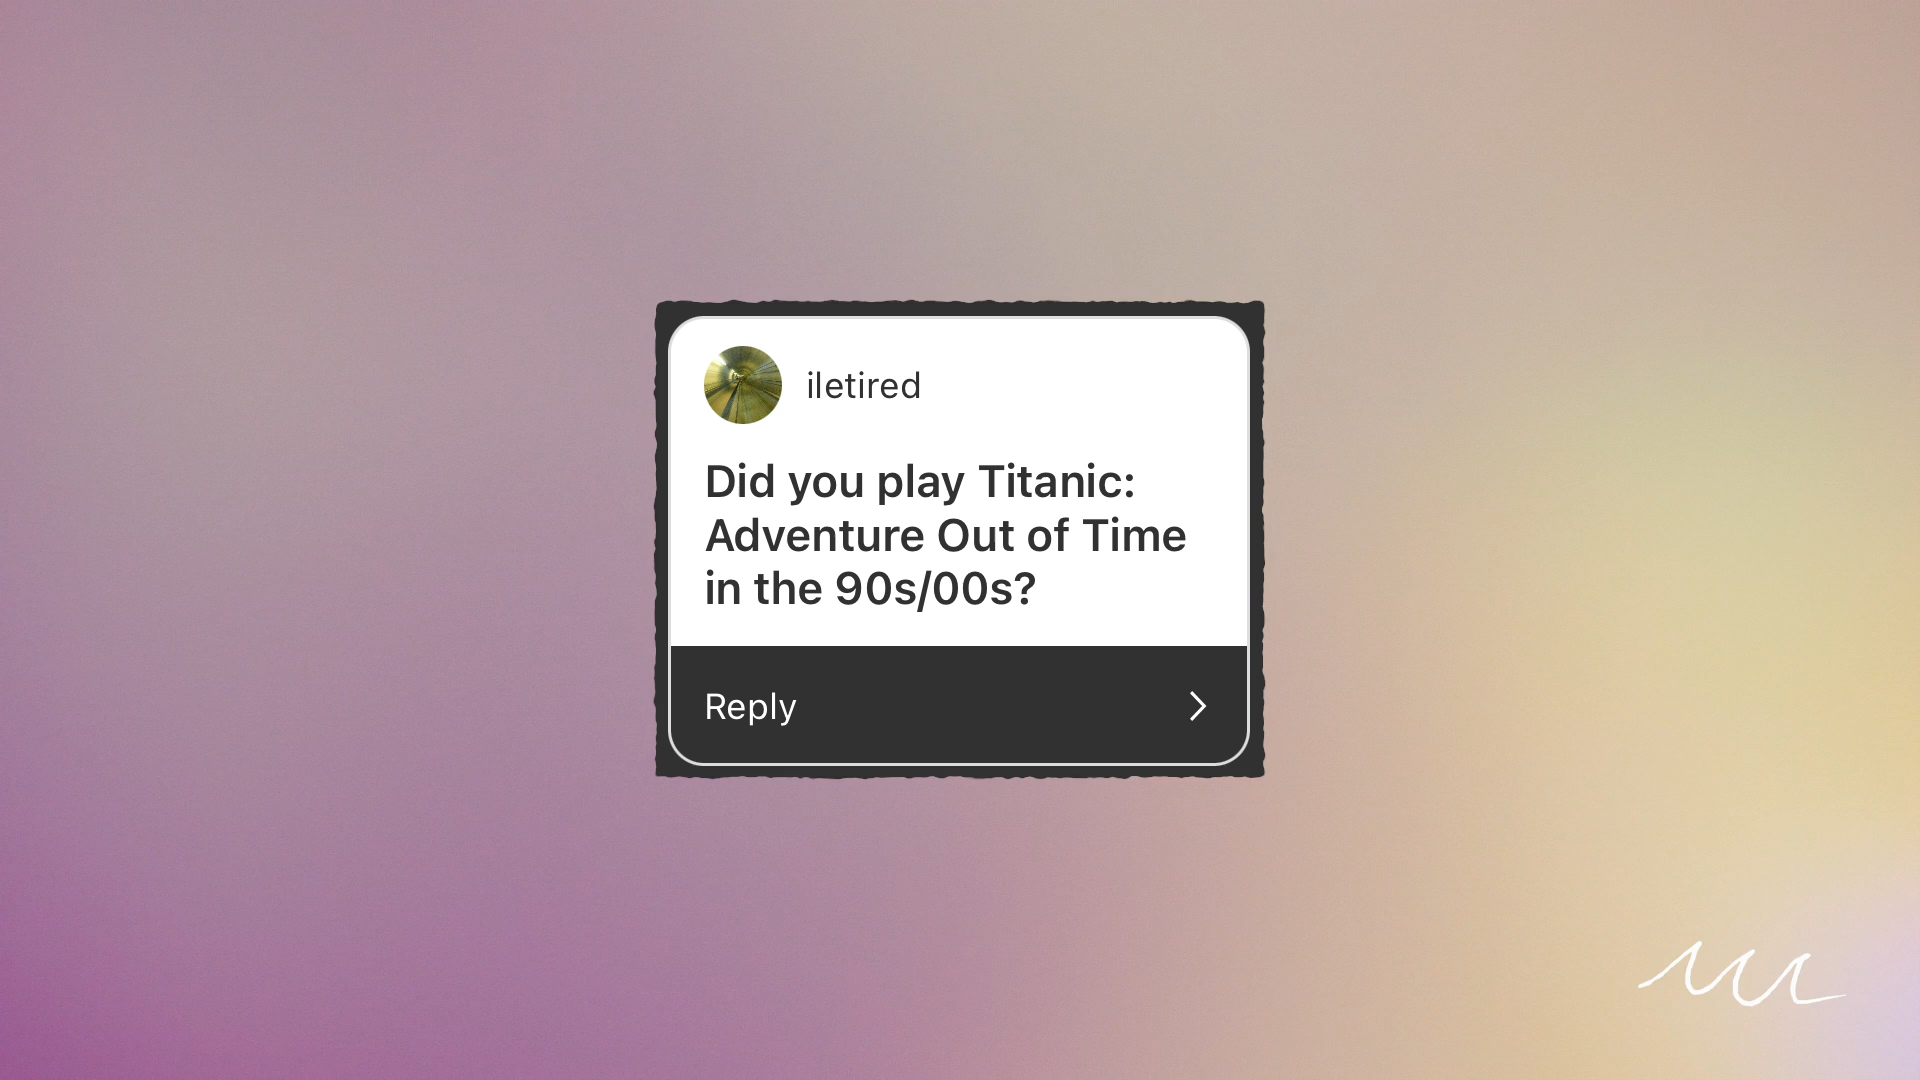 iletired
Did you play Titanic:
Adventure Out of Time
in the 90s/00s?
Reply